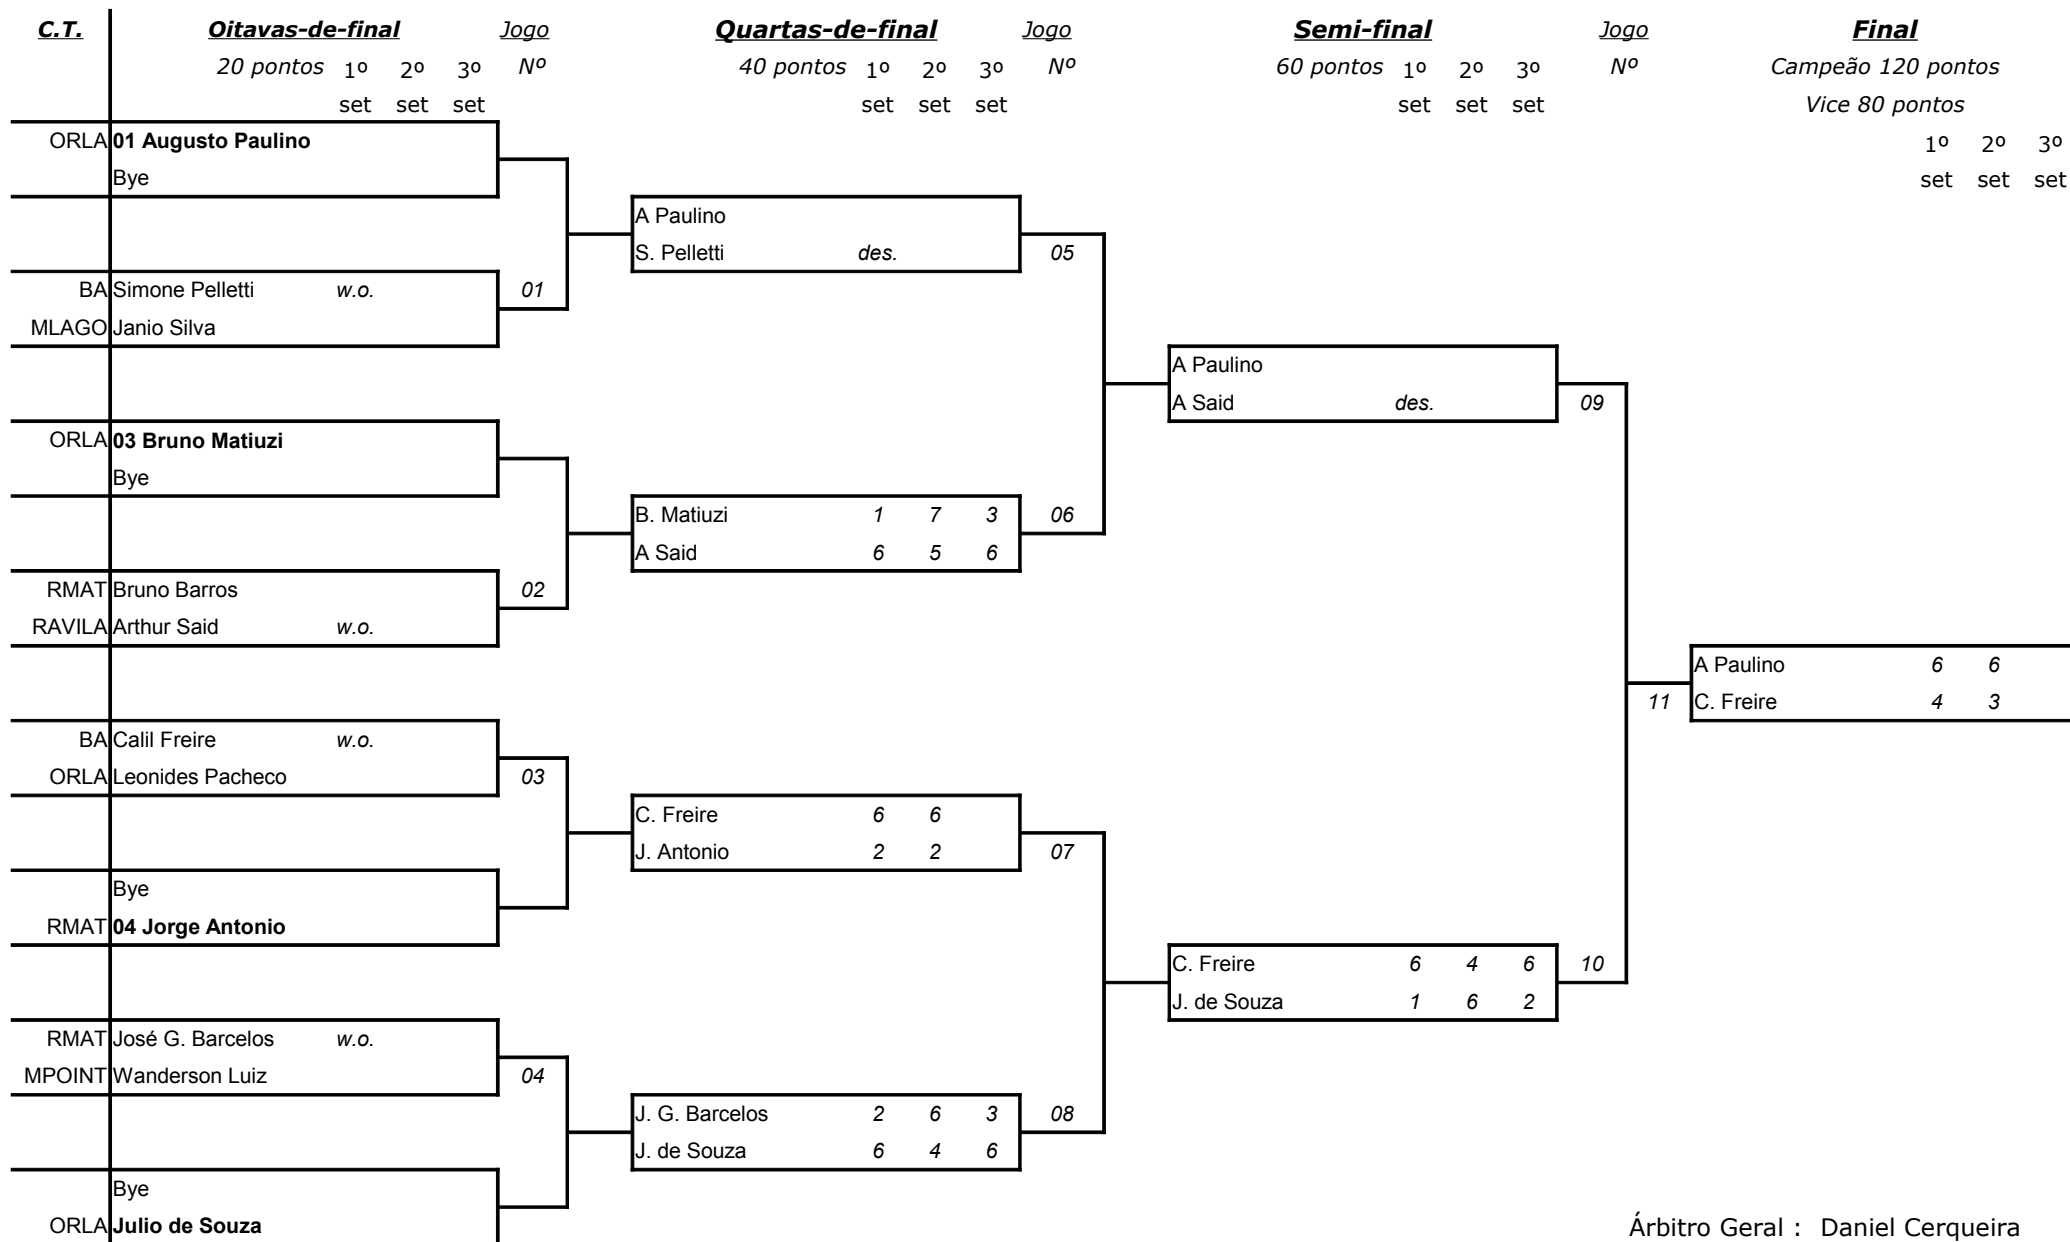 C.T. Oitavas-de-final Jogo Quartas-de-final Jogo Semi-final Jogo Final
20 pontos 1º 2º 3º Nº 40 pontos 1º 2º 3º Nº 60 pontos 1º 2º 3º Nº Campeão 120 pontos
set set set set set set set set set Vice 80 pontos
ORLA 01 Augusto Paulino 1º 2º 3º
Bye set set set
A Paulino
S. Pelletti des. 05
BA Simone Pelletti w.o. 01
MLAGO Janio Silva
A Paulino
A Said des. 09
ORLA 03 Bruno Matiuzi
Bye
B. Matiuzi 1 7 3 06
A Said 6 5 6
RMAT Bruno Barros 02
RAVILA Arthur Said w.o.
A Paulino 6 6
11 C. Freire 4 3
BA Calil Freire w.o.
ORLA Leonides Pacheco 03
C. Freire 6 6
J. Antonio 2 2 07
Bye
RMAT 04 Jorge Antonio
C. Freire 6 4 6 10
J. de Souza 1 6 2
RMAT José G. Barcelos w.o.
MPOINT Wanderson Luiz 04
J. G. Barcelos 2 6 3 08
J. de Souza 6 4 6
Bye
ORLA Julio de Souza Árbitro Geral : Daniel Cerqueira